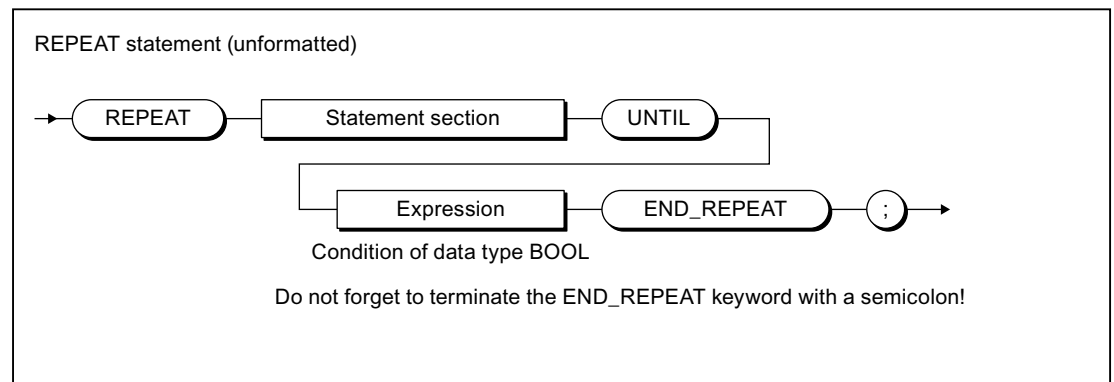 REPEAT statement (unformatted)
REPEAT Statement section UNTIL
Expression END_REPEAT ;
Condition of data type BOOL
Do not forget to terminate the END_REPEAT keyword with a semicolon!